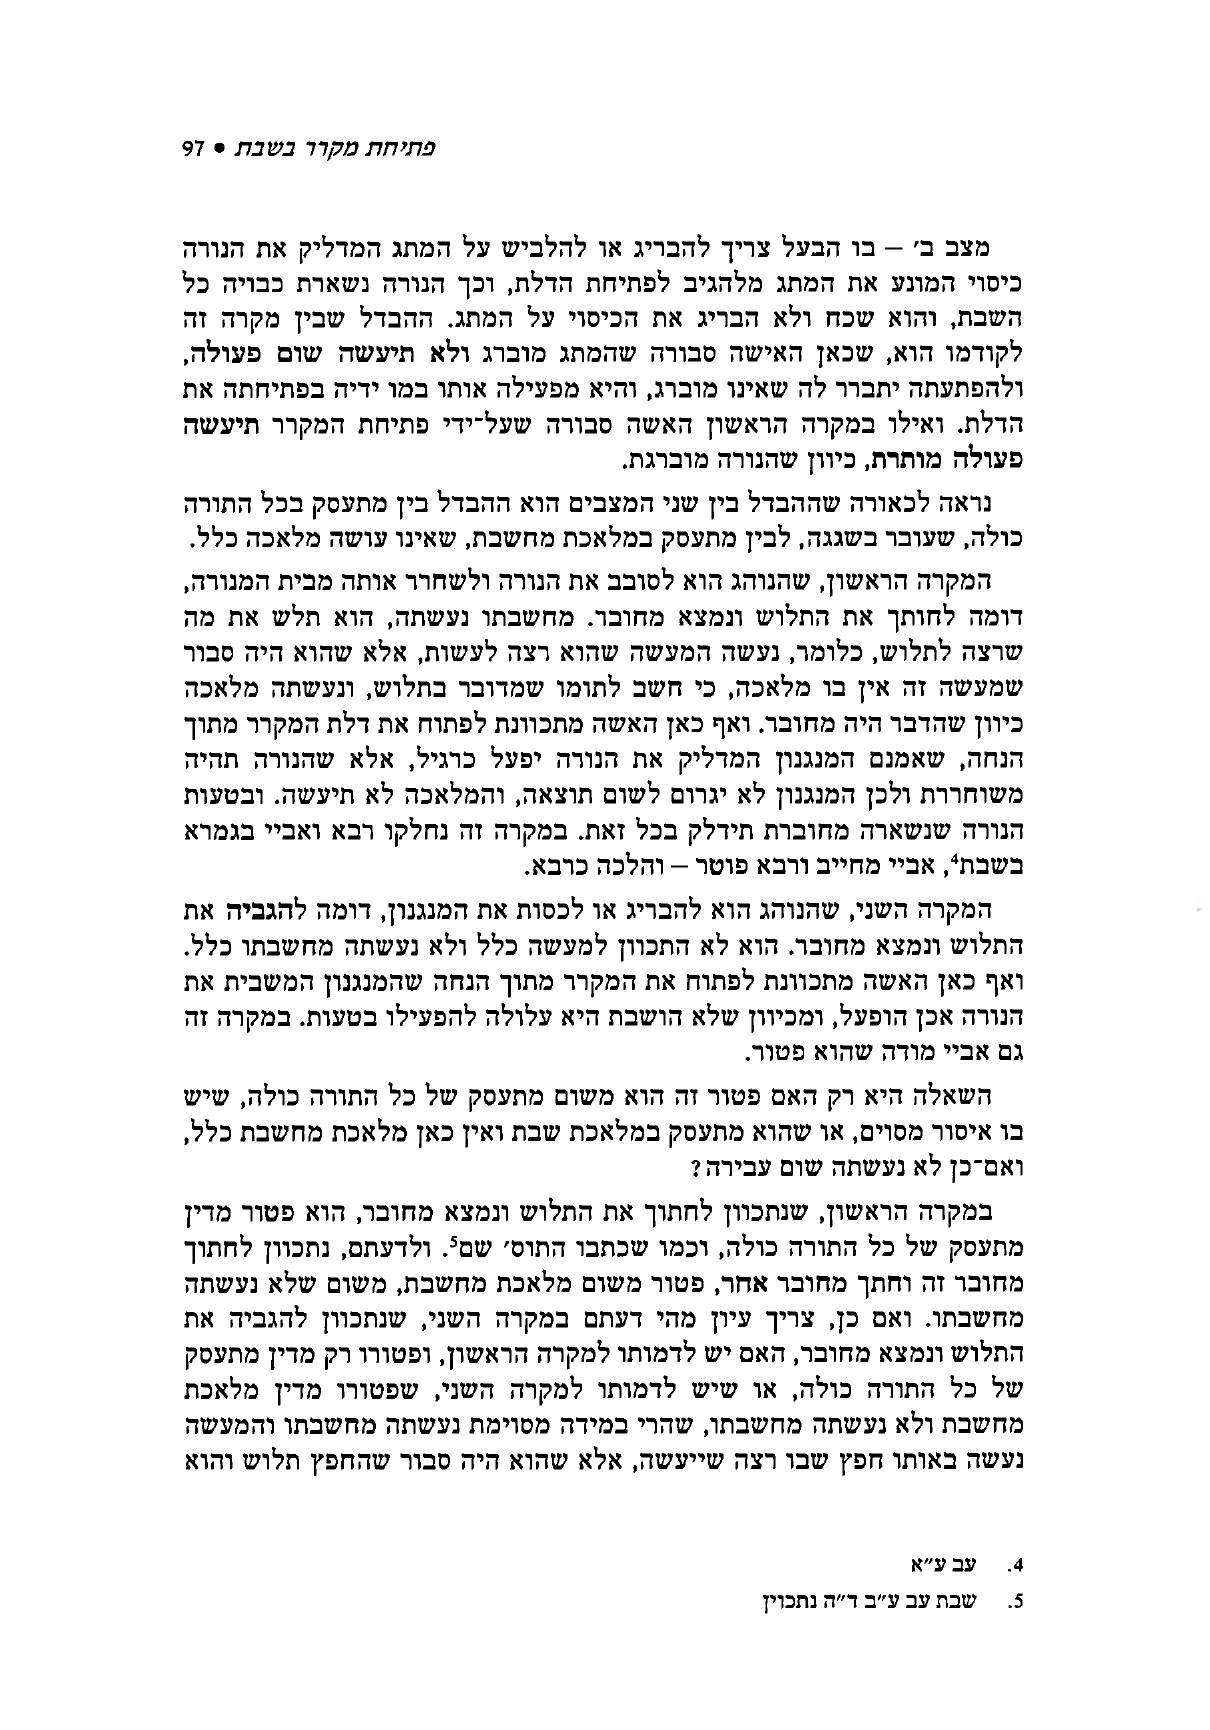 פתיחת מקרר בשבת • 97
מצב ב׳ – בו הבעל צריך להבריג או להלביש על המתג המדליק את הנורה
כיסוי המונע את המתג מלהגיב לפתיחת הדלת, וכך הנורה נשארת כבויה כל
השבת, והוא שכח ולא הבריג את הכיסוי על המתג. ההבדל שבין מקרה זה
לקודמו הוא, שכאן האישה סבורה שהמתג מוברג ולא תיעשה שום פעולה,
ולהפתעתה יתברר לה שאינו מוברג, והיא מפעילה אותו במו ידיה בפתיחתה את
הדלת. ואילו במקרה הראשון האשה סבורה שעל־ידי פתיחת המקרר תיעשה
פעולה מותרת, כיוון שהנורה מוברגת.
נראה לכאורה שההבדל בין שני המצבים הוא ההבדל בין מתעסק בכל התורה
כולה, שעובר בשגגה, לבין מתעסק במלאכת מחשבת, שאינו עושה מלאכה כלל.
המקרה הראשון, שהנוהג הוא לסובב את הנורה ולשחרר אותה מבית המנורה,
דומה לחותך את התלוש ונמצא מחובר. מחשבתו נעשתה, הוא תלש את מה
שרצה לתלוש, כלומר, נעשה המעשה שהוא רצה לעשות, אלא שהוא היה סבור
שמעשה זה אין בו מלאכה, כי חשב לתומו שמדובר בתלוש, ונעשתה מלאכה
כיוון שהדבר היה מחובר. ואף כאן האשה מתכוונת לפתוח את דלת המקרר מתוך
הנחה, שאמנם המנגנון המדליק את הנורה יפעל כרגיל, אלא שהנורה תהיה
משוחררת ולכן המנגנון לא יגרום לשום תוצאה, והמלאכה לא תיעשה. ובטעות
הנורה שנשארה מחוברת תידלק בכל זאת. במקרה זה נחלקו רבא ואביי בגמרא
בשבת⁴, אביי מחייב ורבא פוטר – והלכה כרבא.
המקרה השני, שהנוהג הוא להבריג או לכסות את המנגנון, דומה להגביה את
התלוש ונמצא מחובר. הוא לא התכוון למעשה כלל ולא נעשתה מחשבתו כלל.
ואף כאן האשה מתכוונת לפתוח את המקרר מתוך הנחה שהמנגנון המשבית את
הנורה אכן הופעל, ומכיוון שלא הושבת היא עלולה להפעילו בטעות. במקרה זה
גם אביי מודה שהוא פטור.
השאלה היא רק האם פטור זה הוא משום מתעסק של כל התורה כולה, שיש
בו איסור מסוים, או שהוא מתעסק במלאכת שבת ואין כאן מלאכת מחשבת כלל,
ואם־כן לא נעשתה שום עבירה?
במקרה הראשון, שנתכוון לחתוך את התלוש ונמצא מחובר, הוא פטור מדין
מתעסק של כל התורה כולה, וכמו שכתבו התוס׳ שם⁵. ולדעתם, נתכוון לחתוך
מחובר זה וחתך מחובר אחר, פטור משום מלאכת מחשבת, משום שלא נעשתה
מחשבתו. ואם כן, צריך עיון מהי דעתם במקרה השני, שנתכוון להגביה את
התלוש ונמצא מחובר, האם יש לדמותו למקרה הראשון, ופטורו רק מדין מתעסק
של כל התורה כולה, או שיש לדמותו למקרה השני, שפטורו מדין מלאכת
מחשבת ולא נעשתה מחשבתו, שהרי במידה מסוימת נעשתה מחשבתו והמעשה
נעשה באותו חפץ שבו רצה שייעשה, אלא שהוא היה סבור שהחפץ תלוש והוא
4. עב ע״א
5. שבת עב ע״ב ד״ה נתכוין